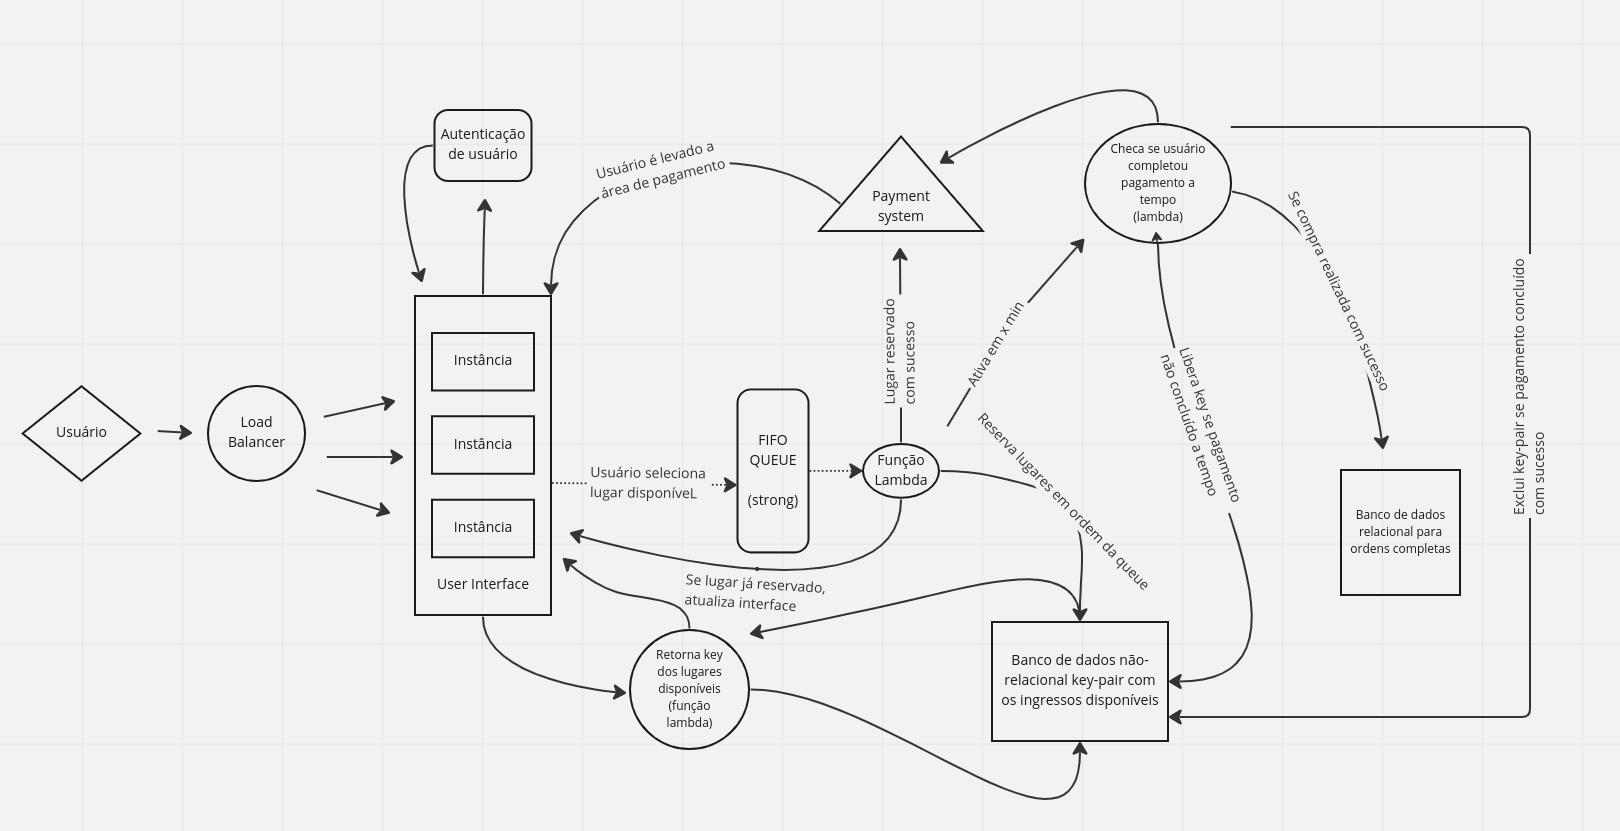 Autenticação
de usuário
Usuário é levado a
área de pagamento
Payment
system
Checa se usuário
completou
pagamento a
tempo
(lambda)
Se compra realizada com sucesso
Exclui key-pair se pagamento concluído
com sucesso
Lugar reservado
com sucesso
Ativa em x min
Libera key se pagamento
não concluído a tempo
Usuário
Load
Balancer
Instância
Instância
Instância
User Interface
Usuário seleciona
lugar disponíveL
FIFO
QUEUE
(strong)
Função
Lambda
Reserva lugares em ordem da queue
Banco de dados
relacional para
ordens completas
Se lugar já reservado,
atualiza interface
Retorna key
dos lugares
disponíveis
(função
lambda)
Banco de dados não-
relacional key-pair com
os ingressos disponíveis